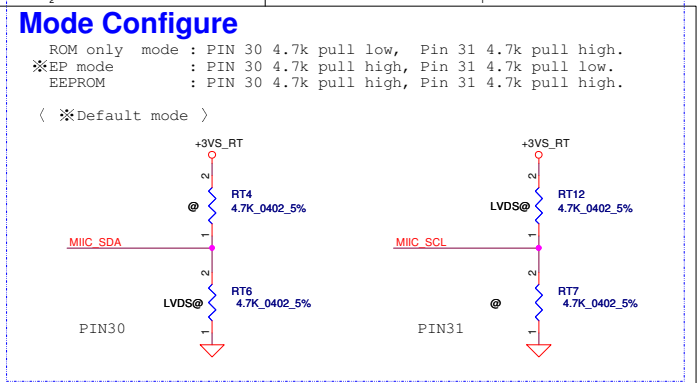 Mode Configure
ROM only mode : PIN 30 4.7k pull low, Pin 31 4.7k pull high.
※EP mode : PIN 30 4.7k pull high, Pin 31 4.7k pull low.
EEPROM : PIN 30 4.7k pull high, Pin 31 4.7k pull high.
〈 ※Default mode 〉
+3VS_RT
+3VS_RT
2
2
RT4
RT12
@
4.7K_0402_5%
LVDS@
4.7K_0402_5%
1
1
MIIC_SDA
MIIC_SCL
2
2
RT6
RT7
LVDS@
4.7K_0402_5%
@
4.7K_0402_5%
PIN30
1
PIN31
1